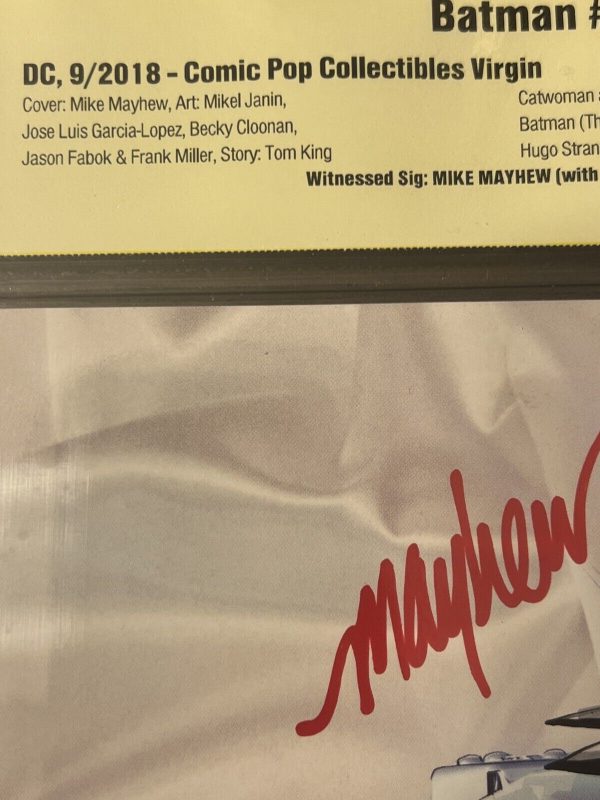 Batman #
DC, 9/2018 - Comic Pop Collectibles Virgin
Cover: Mike Mayhew, Art: Mikel Janin,
Jose Luis Garcia-Lopez, Becky Cloonan,
Jason Fabok & Frank Miller, Story: Tom King
Catwoman
Batman (Th
Hugo Stran
Witnessed Sig: MIKE MAYHEW (with
mayhew